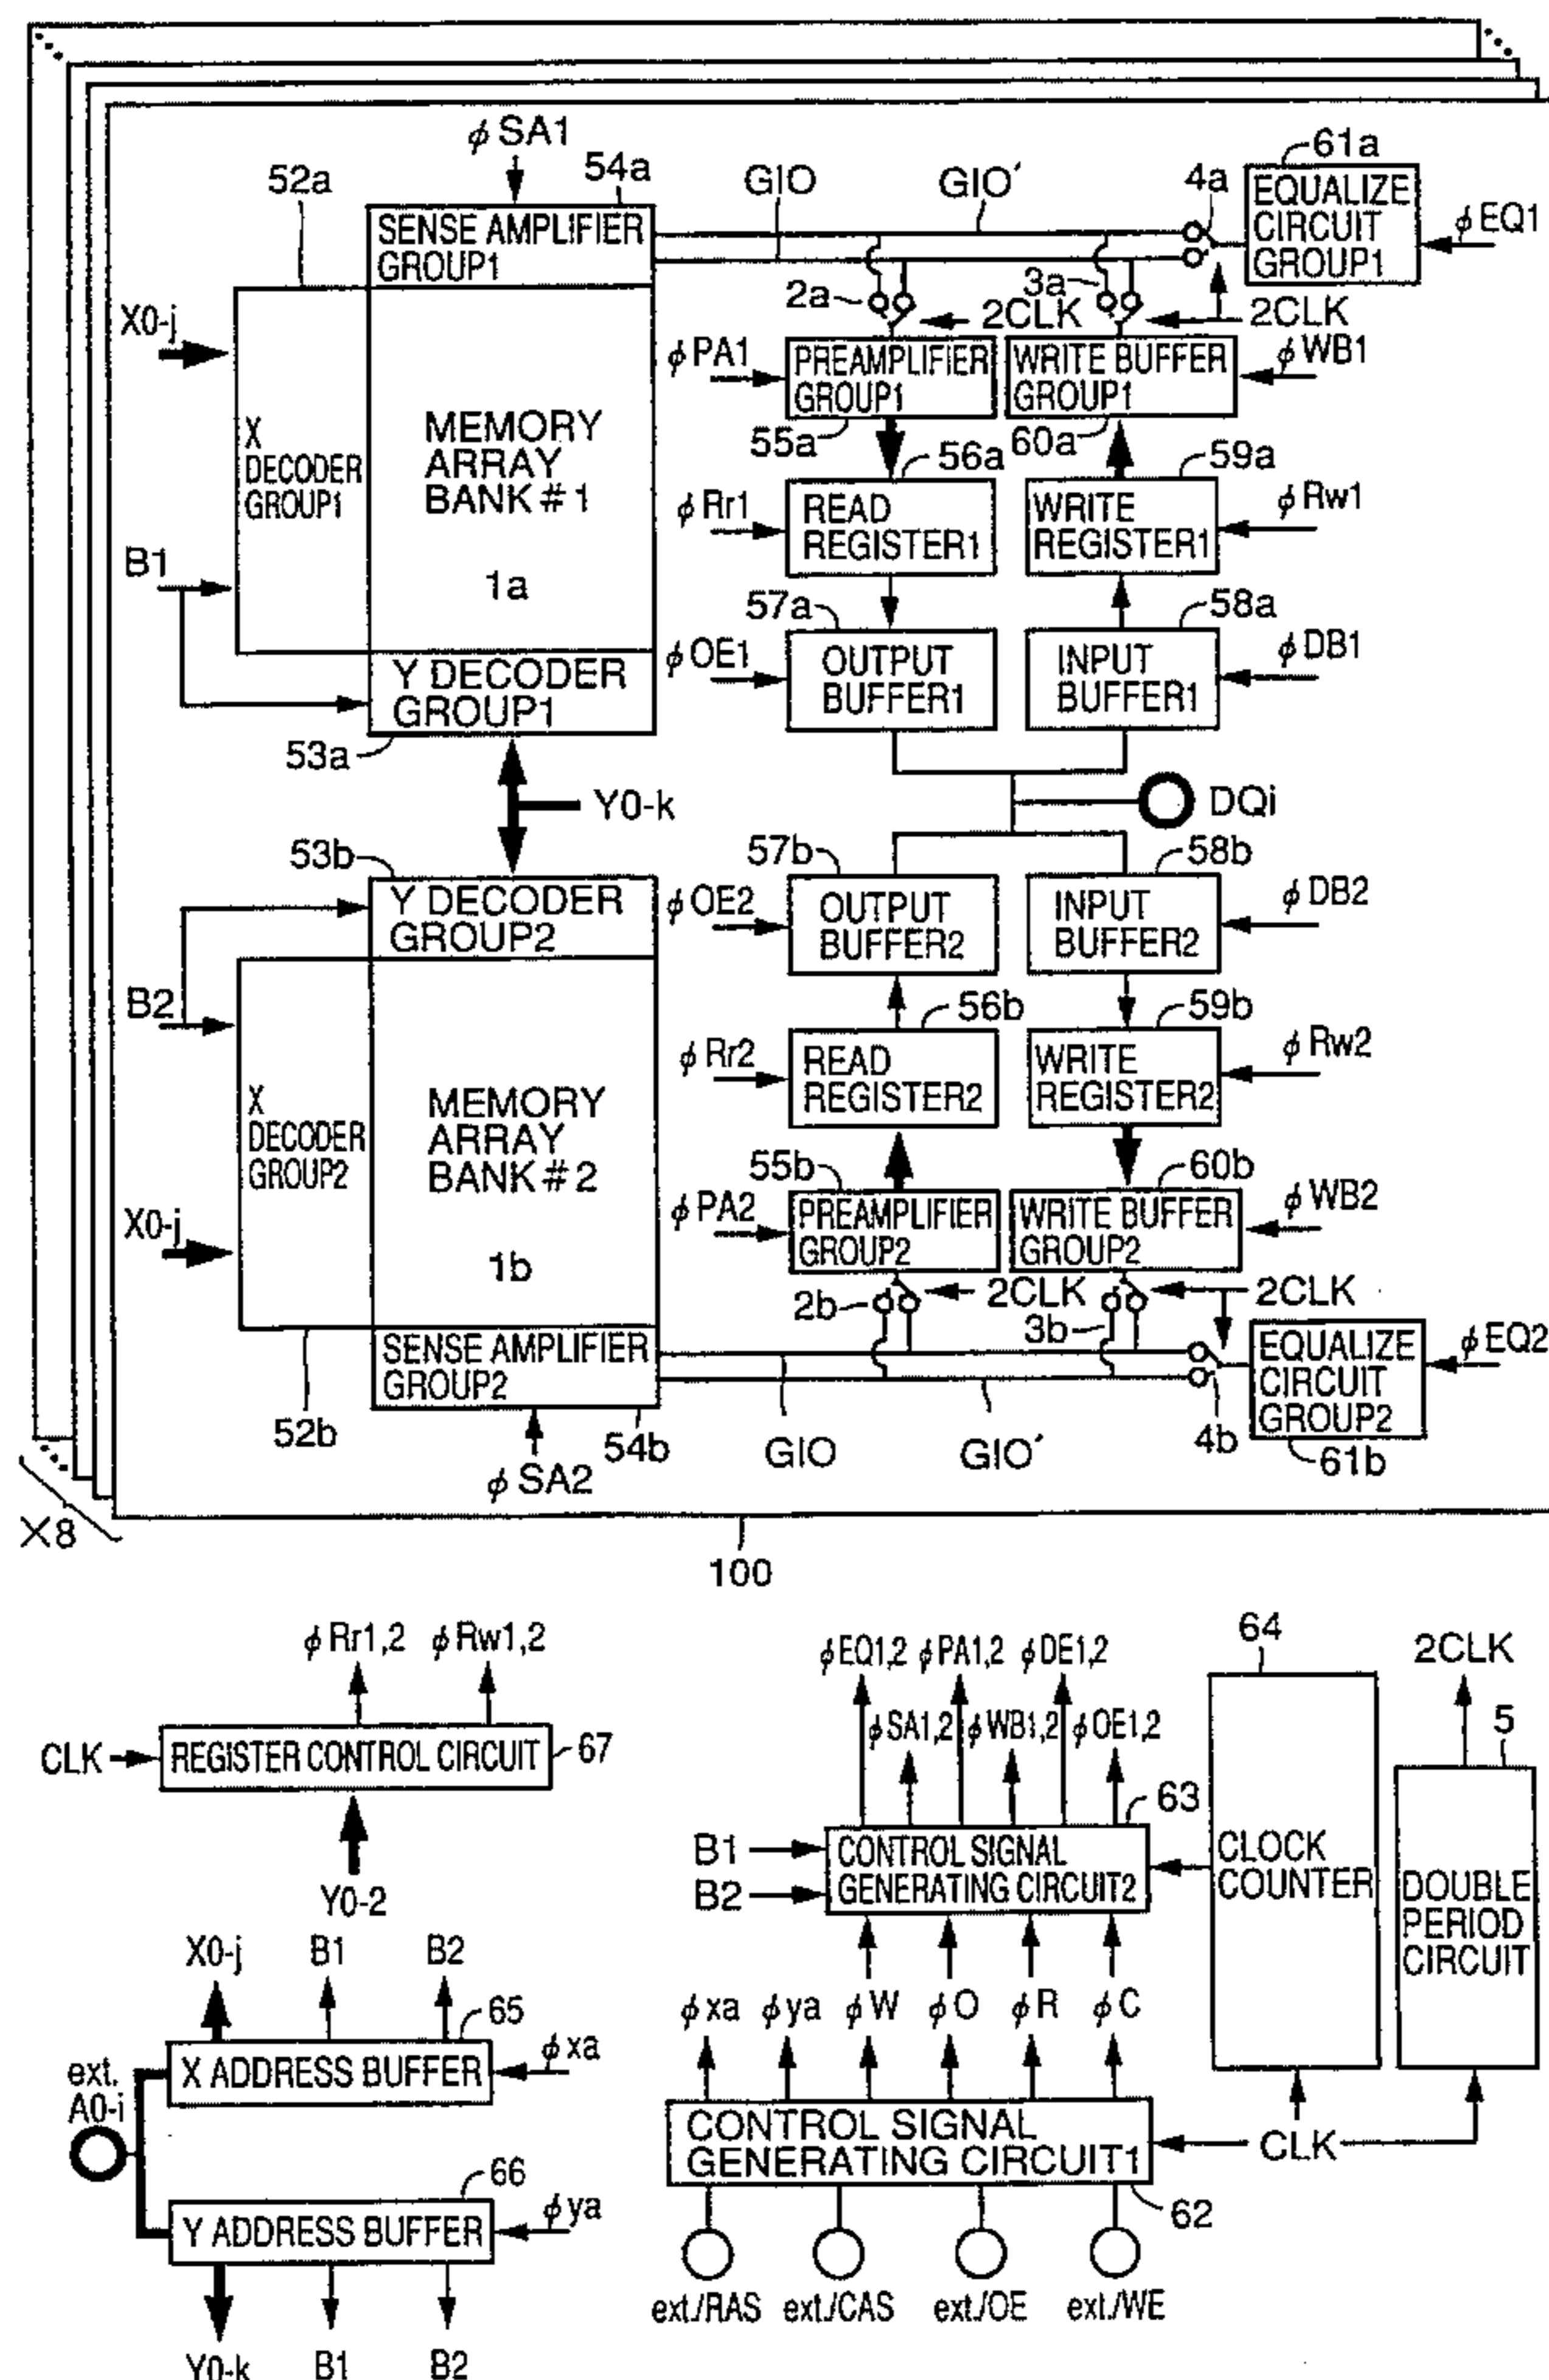 φSA1
52a
54a
GIO
GIO'
4a
61a
SENSE AMPLIFIER
GROUP1
EQUALIZE
CIRCUIT
GROUP1
φEQ1
2a
3a
2CLK
2CLK
X0-j
φPA1
PREAMPLIFIER
GROUP1
WRITE BUFFER
GROUP1
φWB1
X
DECODER
GROUP1
MEMORY
ARRAY
BANK#1
1a
55a
60a
56a
59a
φRr1
READ
REGISTER1
WRITE
REGISTER1
φRw1
B1
57a
58a
φOE1
OUTPUT
BUFFER1
INPUT
BUFFER1
φDB1
Y DECODER
GROUP1
53a
Y0-k
DQi
53b
57b
58b
Y DECODER
GROUP2
φOE2
OUTPUT
BUFFER2
INPUT
BUFFER2
φDB2
B2
56b
59b
φRr2
READ
REGISTER2
WRITE
REGISTER2
φRw2
X
DECODER
GROUP2
MEMORY
ARRAY
BANK#2
1b
55b
60b
X0-j
φPA2
PREAMPLIFIER
GROUP2
WRITE BUFFER
GROUP2
φWB2
2b
2CLK
3b
2CLK
SENSE AMPLIFIER
GROUP2
EQUALIZE
CIRCUIT
GROUP2
φEQ2
52b
54b
GIO
GIO'
4b
61b
φSA2
X8
100
φRr1,2
φRw1,2
CLK
REGISTER CONTROL CIRCUIT
67
Y0-2
X0-j
B1
B2
65
X ADDRESS BUFFER
φxa
ext.
A0-i
66
Y ADDRESS BUFFER
φya
Y0-k
B1
B2
φEQ1,2
φPA1,2
φDE1,2
φSA1,2
φWB1,2
φOE1,2
64
2CLK
5
63
B1
B2
CONTROL SIGNAL
GENERATING CIRCUIT2
CLOCK
COUNTER
DOUBLE
PERIOD
CIRCUIT
φxa
φya
φW
φO
φR
φC
CONTROL SIGNAL
GENERATING CIRCUIT1
CLK
62
ext./RAS
ext./CAS
ext./OE
ext./WE